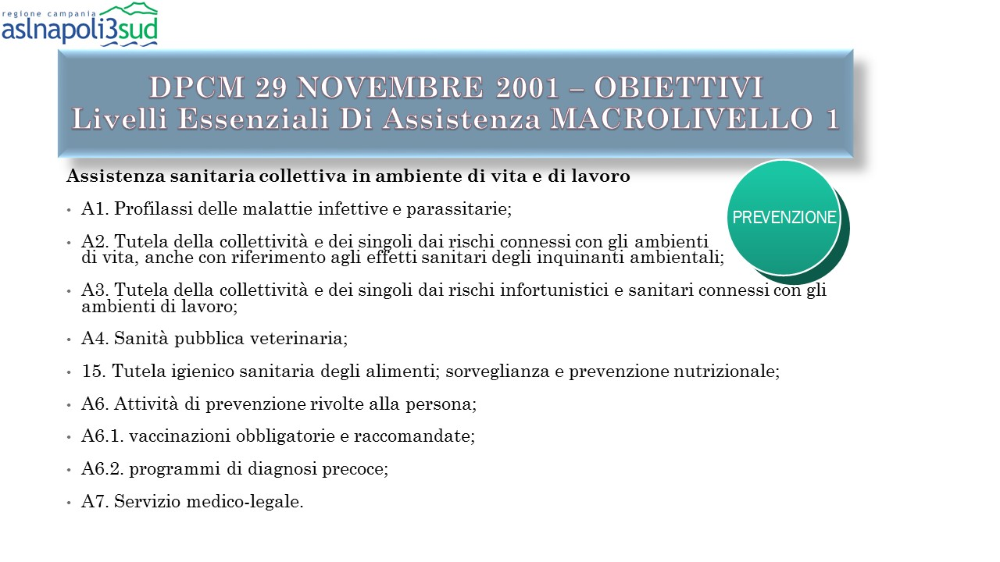 regione campania
aslnapoli3sud
DPCM 29 NOVEMBRE 2001 – OBIETTIVI
Livelli Essenziali Di Assistenza MACROLIVELLO 1
Assistenza sanitaria collettiva in ambiente di vita e di lavoro
PREVENZIONE
• A1. Profilassi delle malattie infettive e parassitarie;
• A2. Tutela della collettività e dei singoli dai rischi connessi con gli ambienti
di vita, anche con riferimento agli effetti sanitari degli inquinanti ambientali;
• A3. Tutela della collettività e dei singoli dai rischi infortunistici e sanitari connessi con gli
ambienti di lavoro;
• A4. Sanità pubblica veterinaria;
• 15. Tutela igienico sanitaria degli alimenti; sorveglianza e prevenzione nutrizionale;
• A6. Attività di prevenzione rivolte alla persona;
• A6.1. vaccinazioni obbligatorie e raccomandate;
• A6.2. programmi di diagnosi precoce;
• A7. Servizio medico-legale.